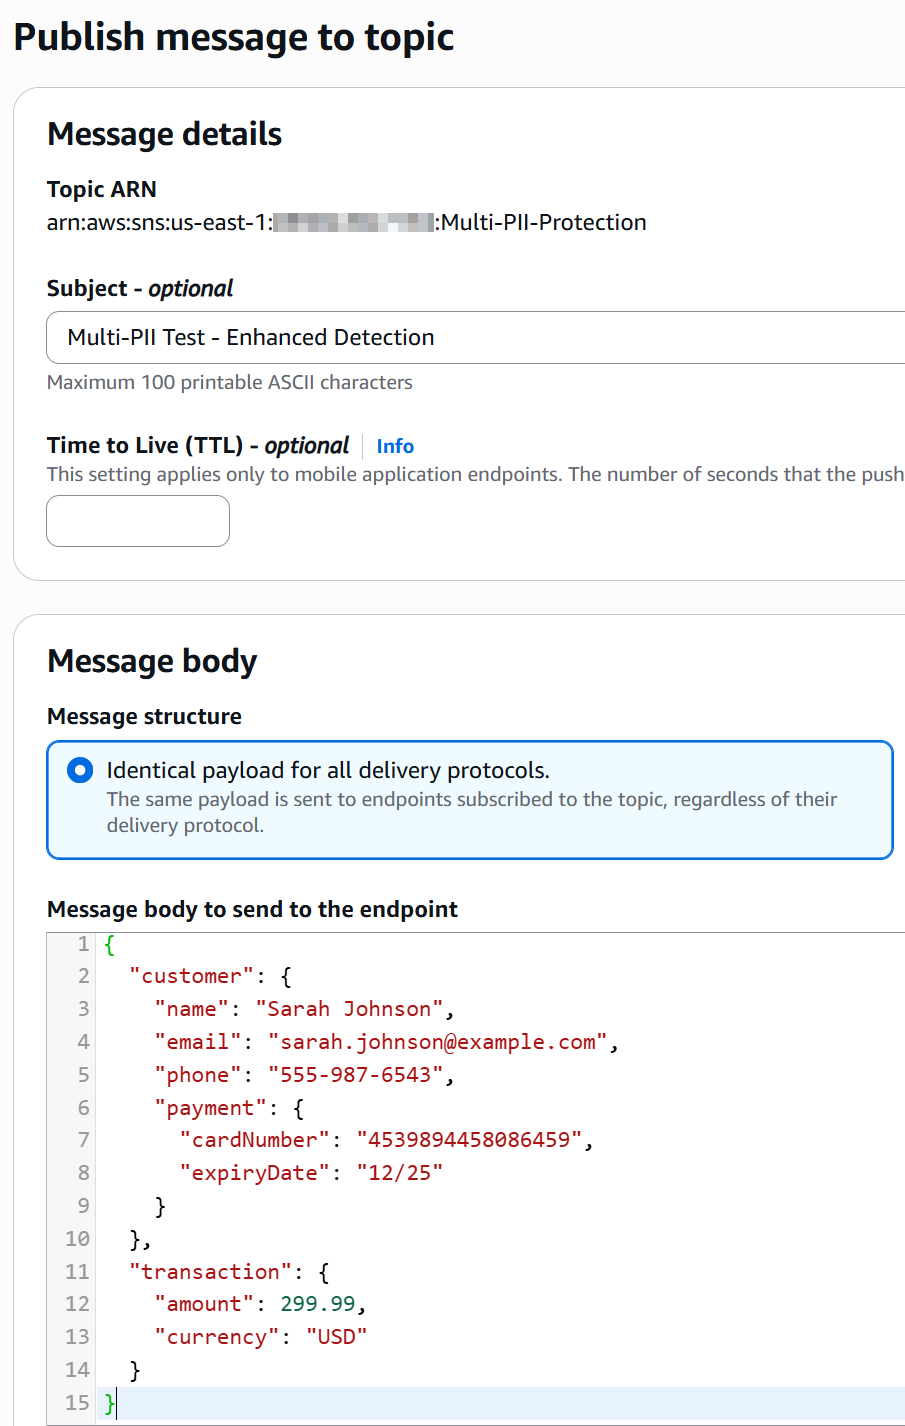 Publish message to topic
Message details
Topic ARN
arn:aws:sns:us-east-1: :Multi-PII-Protection
Subject - optional
Multi-PII Test - Enhanced Detection
Maximum 100 printable ASCII characters
Time to Live (TTL) - optional Info
This setting applies only to mobile application endpoints. The number of seconds that the push
Message body
Message structure
Identical payload for all delivery protocols.
The same payload is sent to endpoints subscribed to the topic, regardless of their
delivery protocol.
Message body to send to the endpoint
1 {
2 "customer": {
3 "name": "Sarah Johnson",
4 "email": "sarah.johnson@example.com",
5 "phone": "555-987-6543",
6 "payment": {
7 "cardNumber": "4539894458086459",
8 "expiryDate": "12/25"
9 }
10 },
11 "transaction": {
12 "amount": 299.99,
13 "currency": "USD"
14 }
15 }